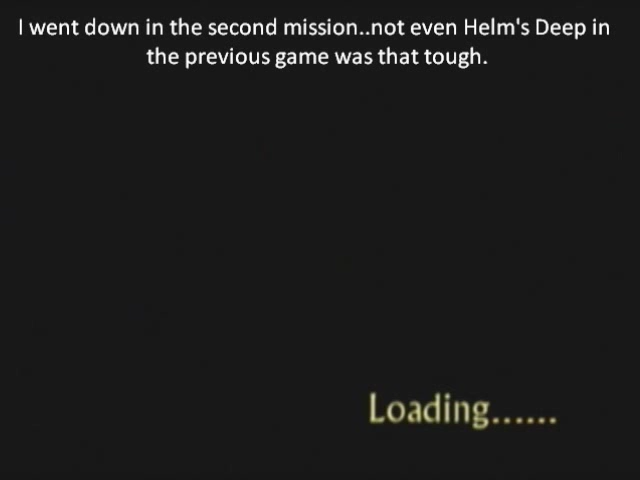 I went down in the second mission..not even Helm's Deep in
the previous game was that tough.
Loading......